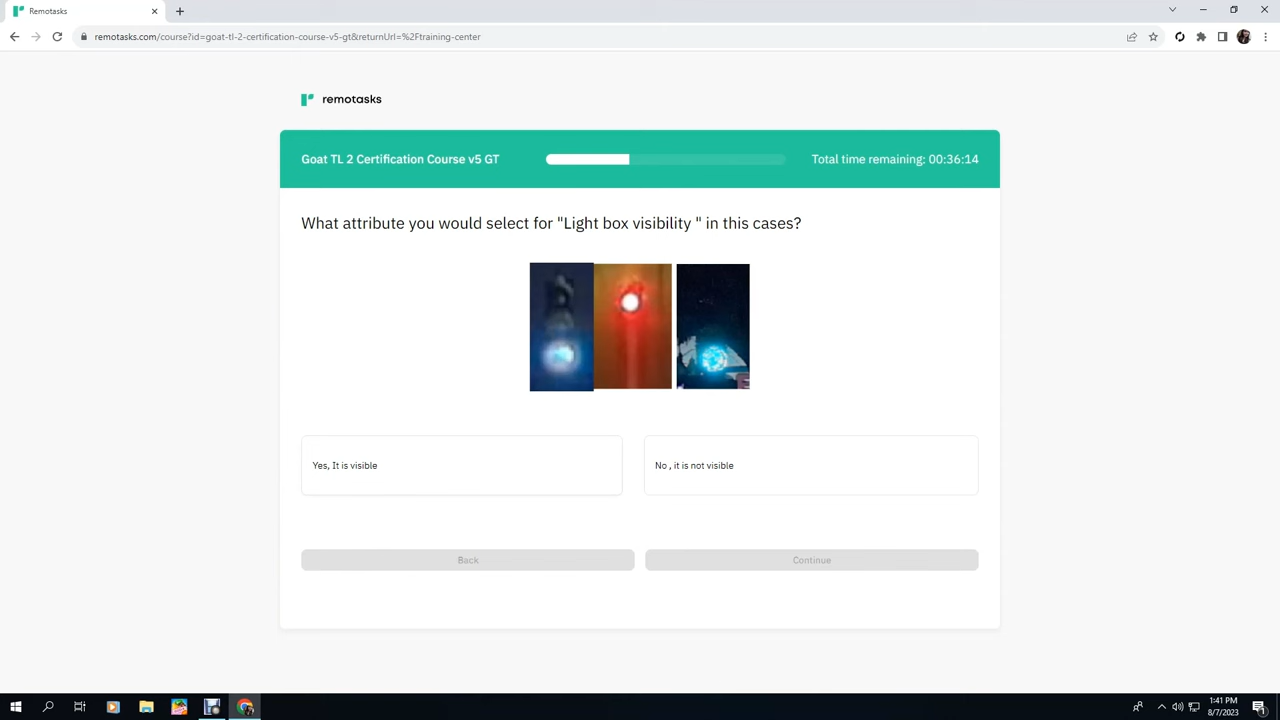 Remotasks
remotasks.com/course?id=goat-tl-2-certification-course-v5-gt&returnUrl=%2Ftraining-center
remotasks
Goat TL 2 Certification Course v5 GT
Total time remaining: 00:36:14
What attribute you would select for "Light box visibility " in this cases?
Yes, It is visible
No , it is not visible
Back
Continue
1:41 PM
8/7/2023
1